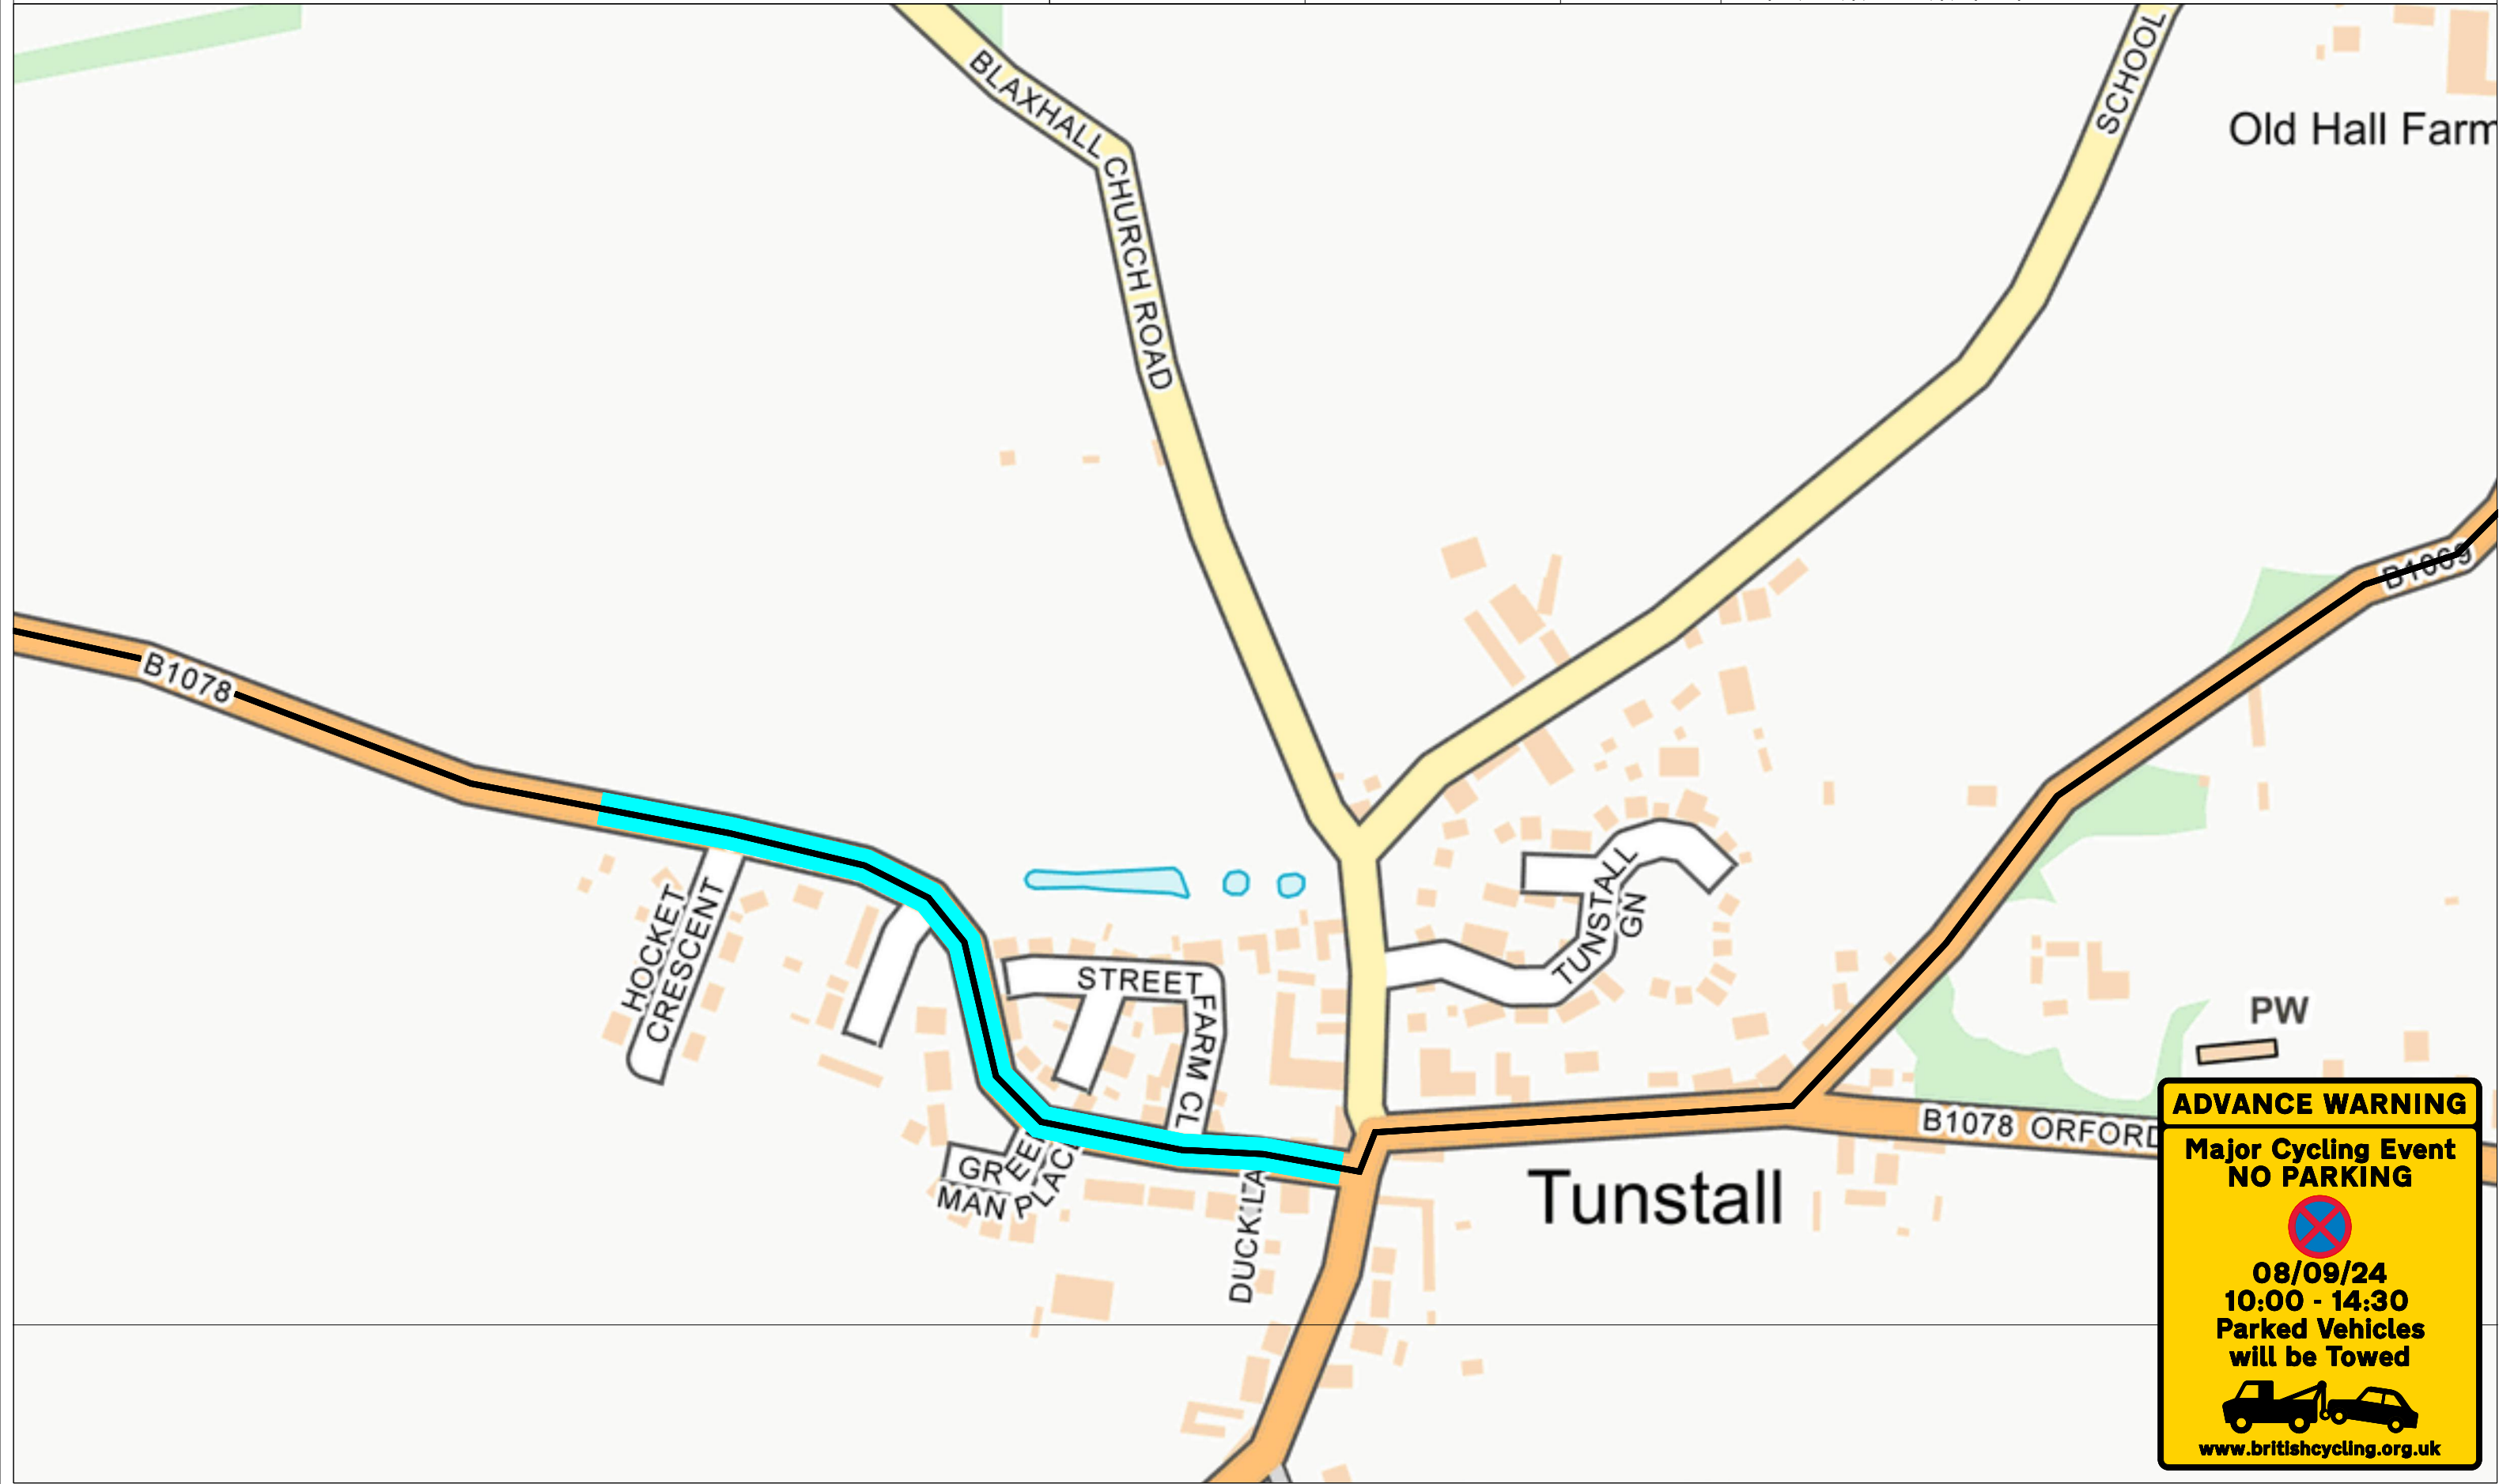 BLAXHALL CHURCH ROAD
SCHOOL
Old Hall Farm
B1069
B1078
HOCKET
CRESCENT
STREET
FARM CL
TUNSTALL
GN
PW
B1078 ORFORD
GREEN
MAN PLACE
DUCK LA
Tunstall
ADVANCE WARNING
Major Cycling Event
NO PARKING
08/09/24
10:00 - 14:30
Parked Vehicles
will be Towed
www.britishcycling.org.uk